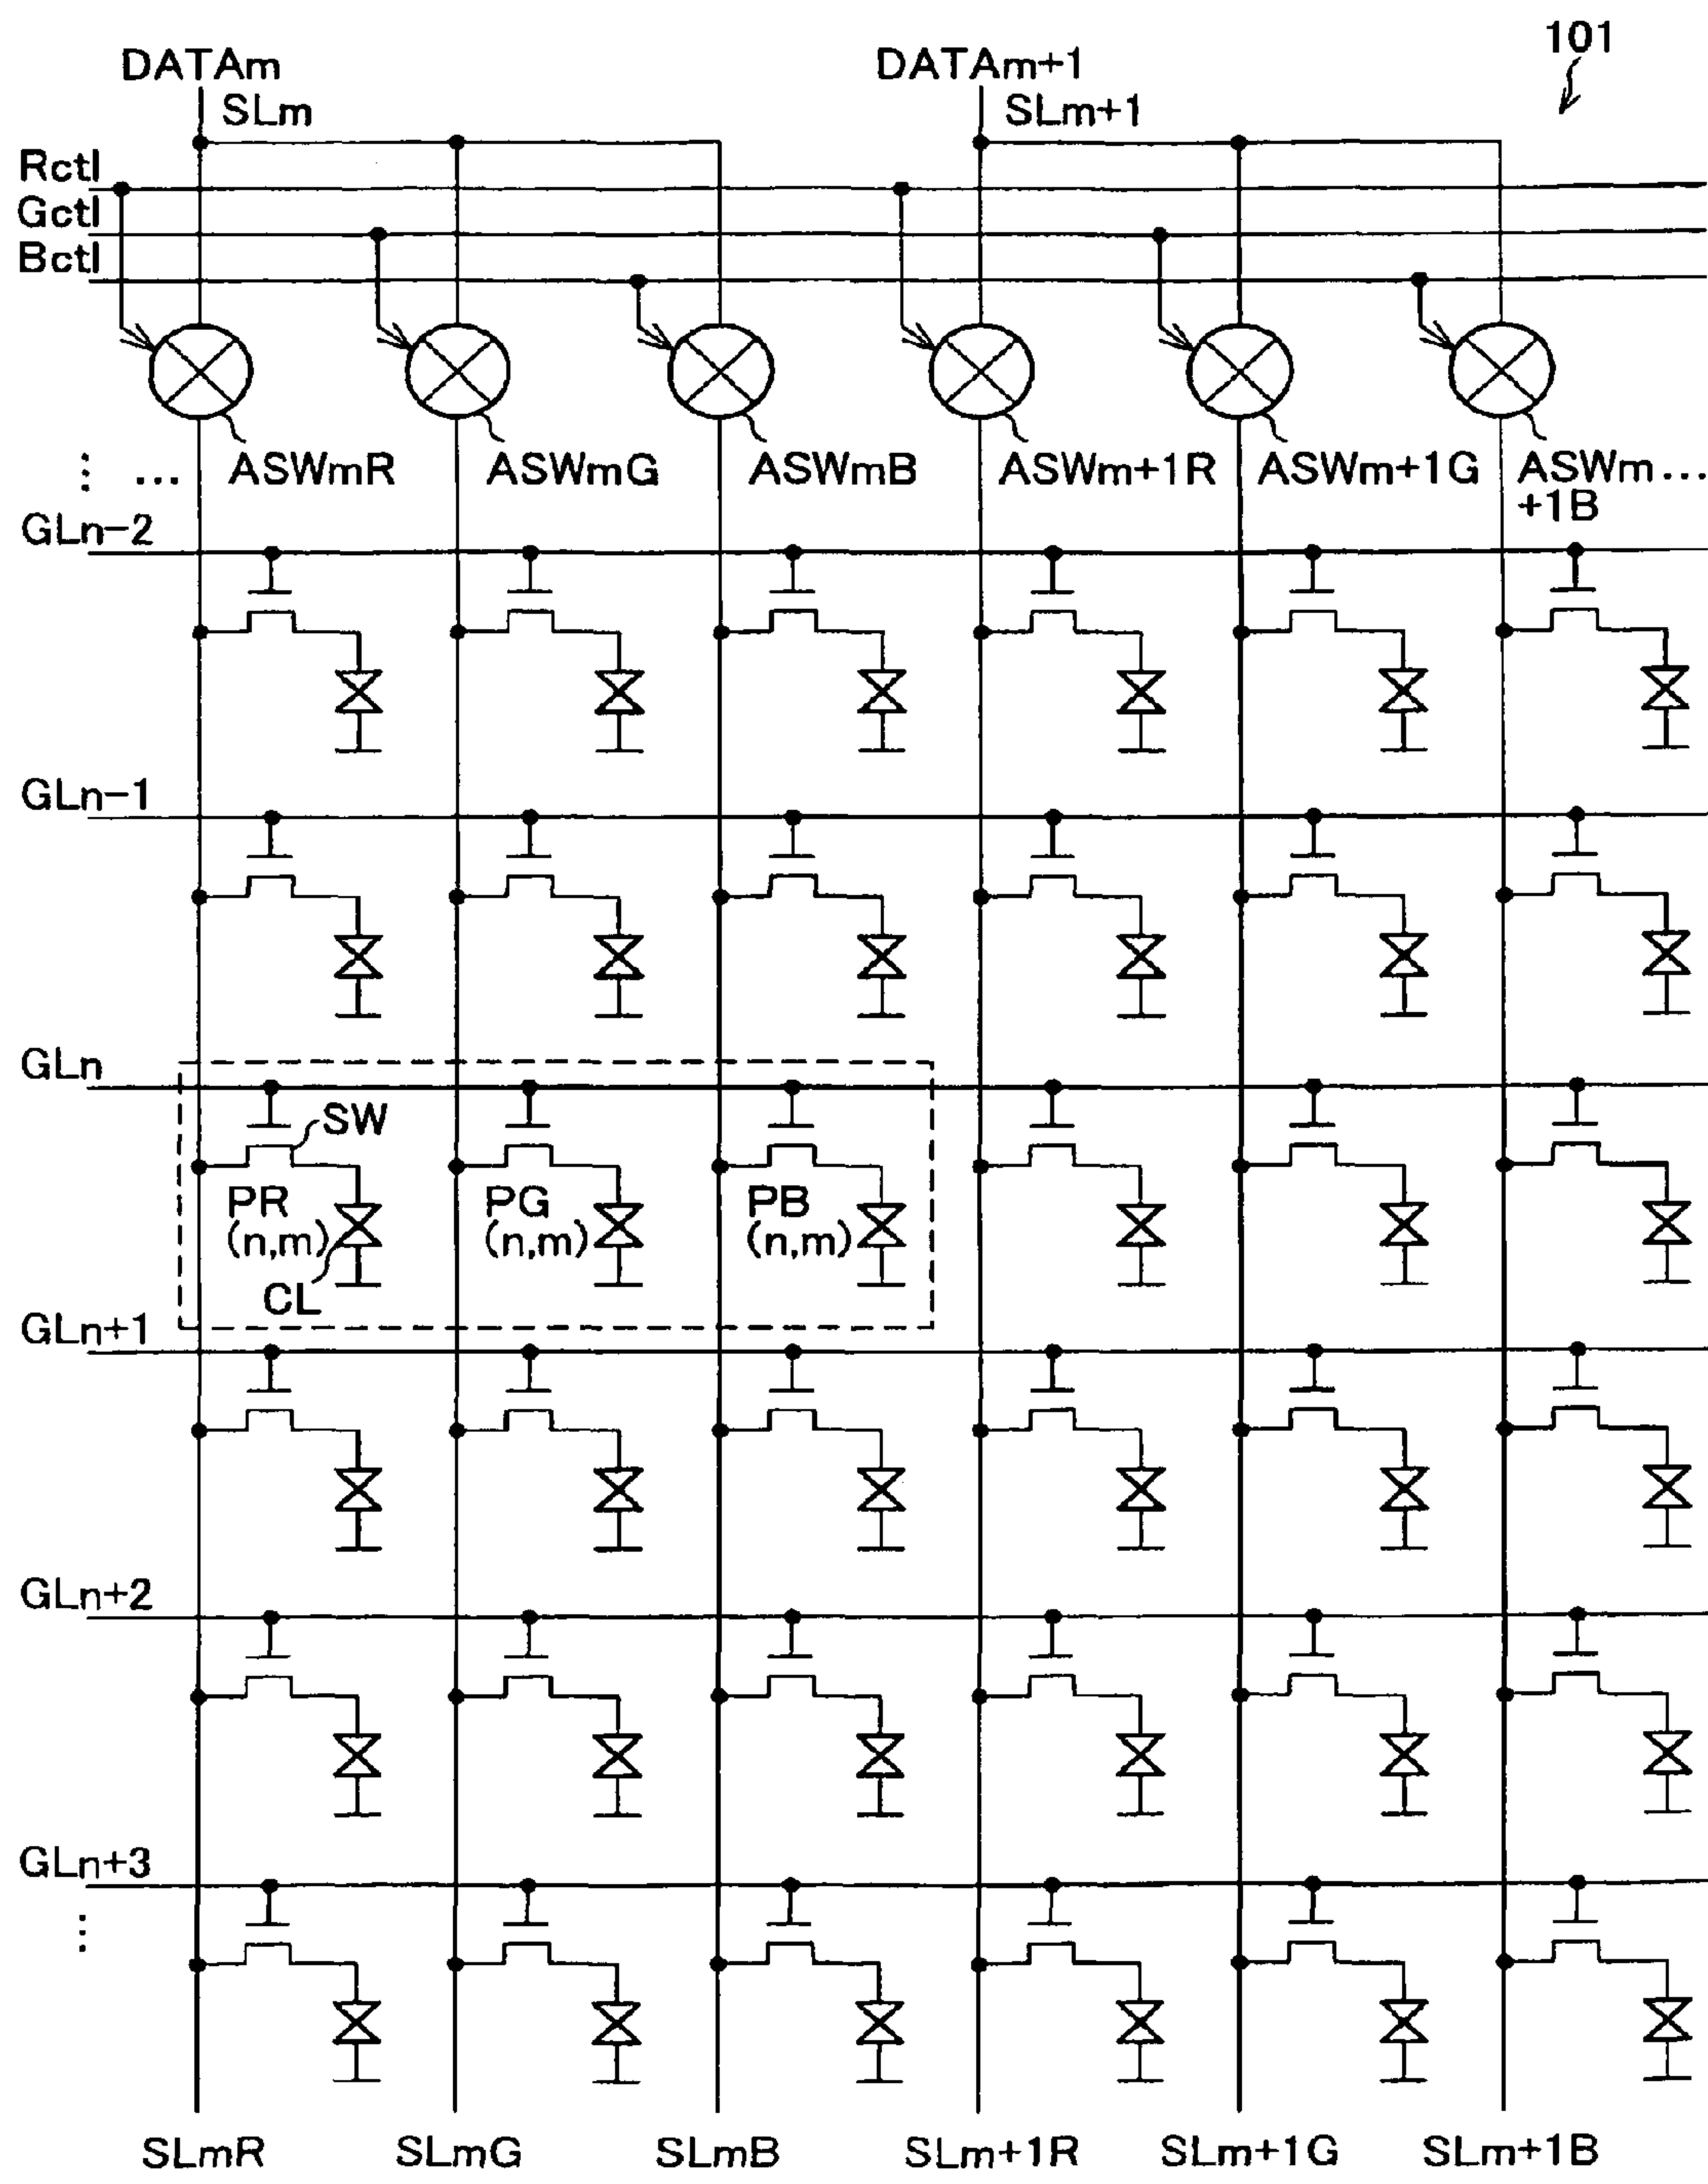 101
DATAm
DATAm+1
SLm
SLm+1
Rctl
Gctl
Bctl
⋮ ... ASWmR ASWmG ASWmB ASWm+1R ASWm+1G ASWm ...
+1B
GLn-2
GLn-1
GLn
SW
PR PG PB
(n,m) (n,m) (n,m)
CL
GLn+1
GLn+2
GLn+3
⋮
SLmR SLmG SLmB SLm+1R SLm+1G SLm+1B